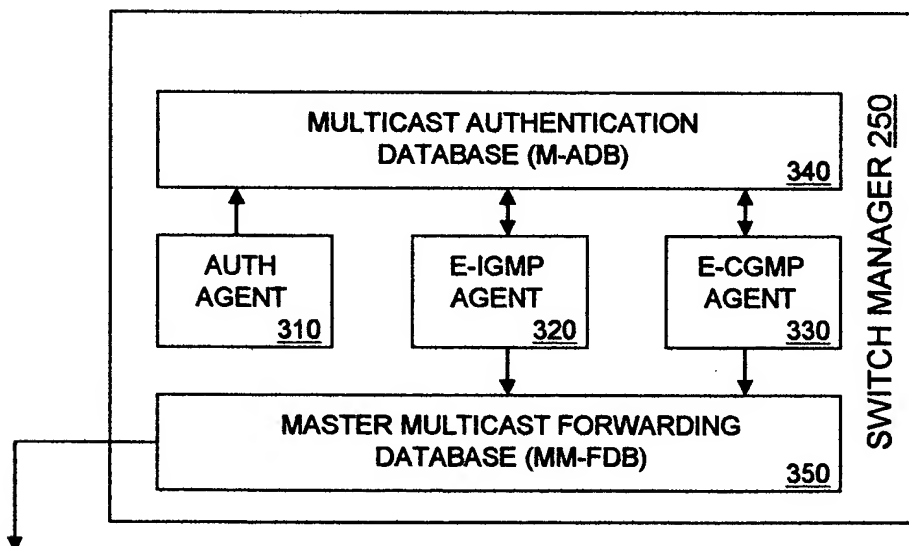 MULTICAST AUTHENTICATION
DATABASE (M-ADB)
340
AUTH
AGENT
310
E-IGMP
AGENT
320
E-CGMP
AGENT
330
MASTER MULTICAST FORWARDING
DATABASE (MM-FDB)
350
SWITCH MANAGER 250